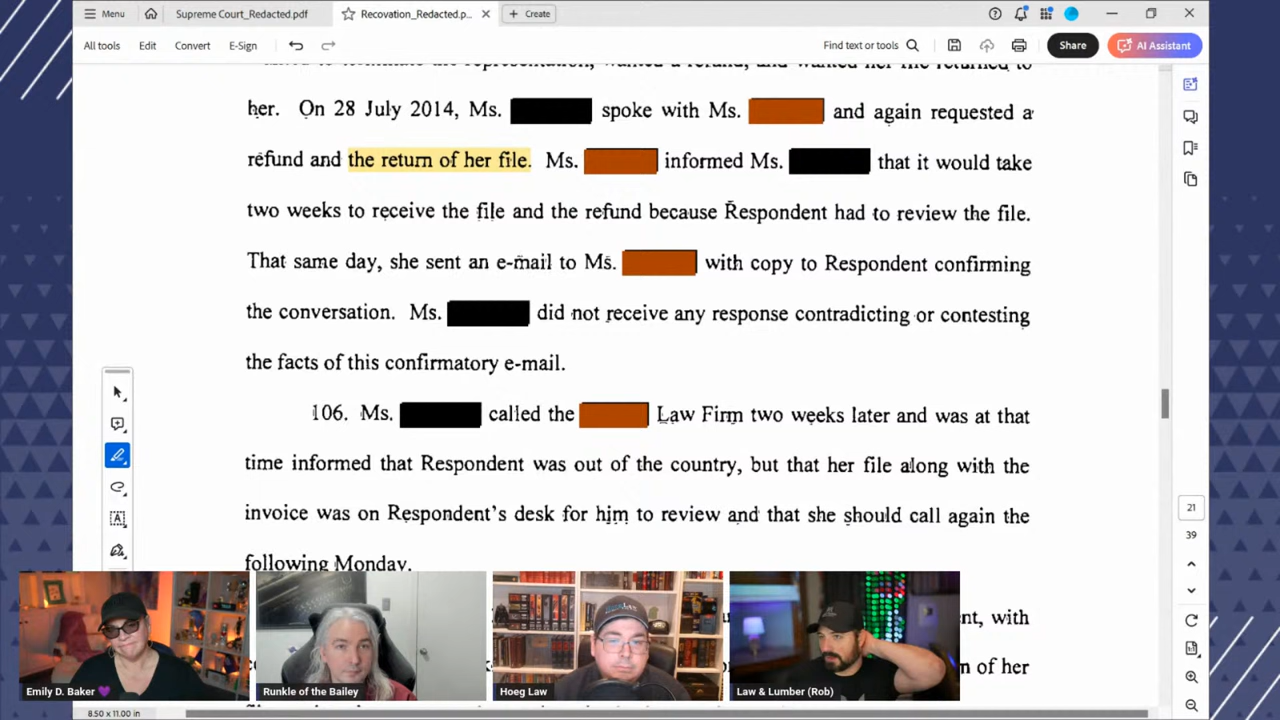 Menu
Supreme Court_Redacted.pdf
Recovation_Redacted.p...
Create
All tools
Edit
Convert
E-Sign
Find text or tools
Share
AI Assistant
her. On 28 July 2014, Ms. spoke with Ms. and again requested a
refund and the return of her file. Ms. informed Ms. that it would take
two weeks to receive the file and the refund because Respondent had to review the file.
That same day, she sent an e-mail to Ms. with copy to Respondent confirming
the conversation. Ms. did not receive any response contradicting or contesting
the facts of this confirmatory e-mail.
106. Ms. called the Law Firm two weeks later and was at that
time informed that Respondent was out of the country, but that her file along with the
invoice was on Respondent's desk for him to review and that she should call again the
following Monday.
nt, with
n of her
21
39
Emily D. Baker 💜
Runkle of the Bailey
Hoeg Law
Law & Lumber (Rob)
8.50 x 11.00 in